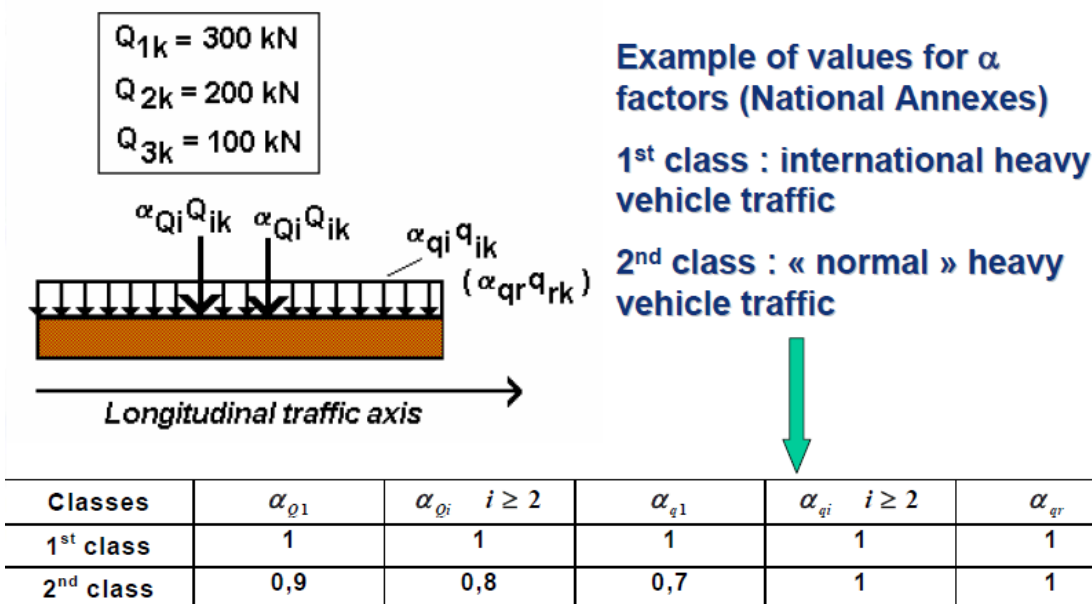 Q1k = 300 kN
Q2k = 200 kN
Q3k = 100 kN
Example of values for α
factors (National Annexes)
1st class : international heavy
vehicle traffic
2nd class : « normal » heavy
vehicle traffic
αQiQik αQiQik αqiqik
(αqrqrk)
Longitudinal traffic axis
Classes αQ1 αQi i ≥ 2 αq1 αqi i ≥ 2 αqr
1st class 1 1 1 1 1
2nd class 0,9 0,8 0,7 1 1